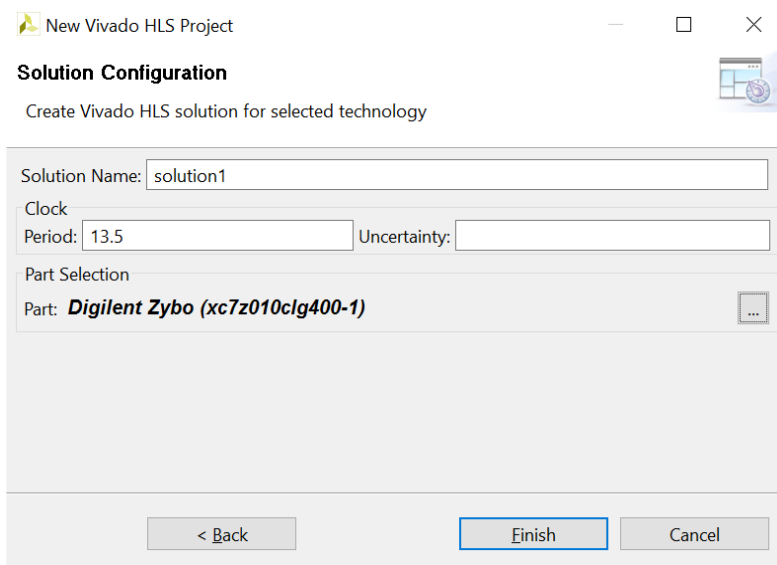 New Vivado HLS Project
Solution Configuration
Create Vivado HLS solution for selected technology
Solution Name: solution1
Clock
Period: 13.5 Uncertainty:
Part Selection
Part: Digilent Zybo (xc7z010clg400-1) ...
< Back Finish Cancel